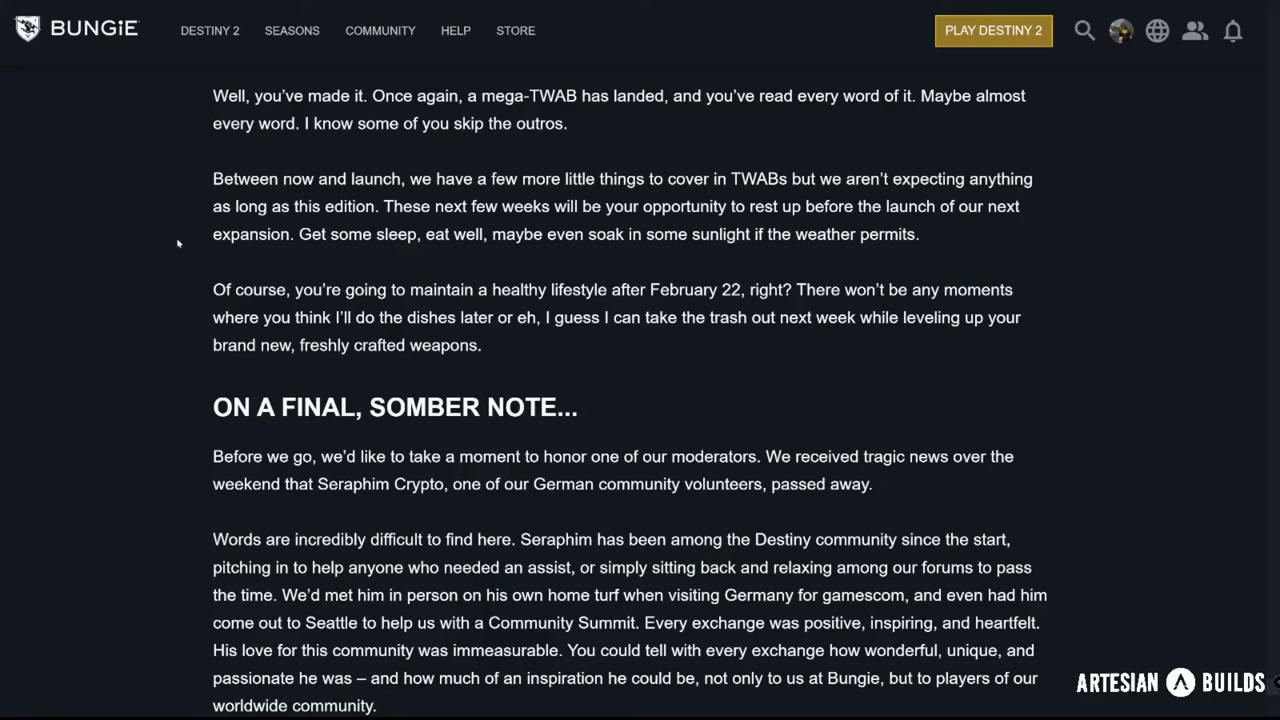 BUNGiE
DESTINY 2 SEASONS COMMUNITY HELP STORE
PLAY DESTINY 2
Well, you've made it. Once again, a mega-TWAB has landed, and you've read every word of it. Maybe almost
every word. I know some of you skip the outros.
Between now and launch, we have a few more little things to cover in TWABs but we aren't expecting anything
as long as this edition. These next few weeks will be your opportunity to rest up before the launch of our next
expansion. Get some sleep, eat well, maybe even soak in some sunlight if the weather permits.
Of course, you're going to maintain a healthy lifestyle after February 22, right? There won't be any moments
where you think I'll do the dishes later or eh, I guess I can take the trash out next week while leveling up your
brand new, freshly crafted weapons.
ON A FINAL, SOMBER NOTE...
Before we go, we'd like to take a moment to honor one of our moderators. We received tragic news over the
weekend that Seraphim Crypto, one of our German community volunteers, passed away.
Words are incredibly difficult to find here. Seraphim has been among the Destiny community since the start,
pitching in to help anyone who needed an assist, or simply sitting back and relaxing among our forums to pass
the time. We'd met him in person on his own home turf when visiting Germany for gamescom, and even had him
come out to Seattle to help us with a Community Summit. Every exchange was positive, inspiring, and heartfelt.
His love for this community was immeasurable. You could tell with every exchange how wonderful, unique, and
passionate he was – and how much of an inspiration he could be, not only to us at Bungie, but to players of our
worldwide community.
ARTESIAN BUILDS